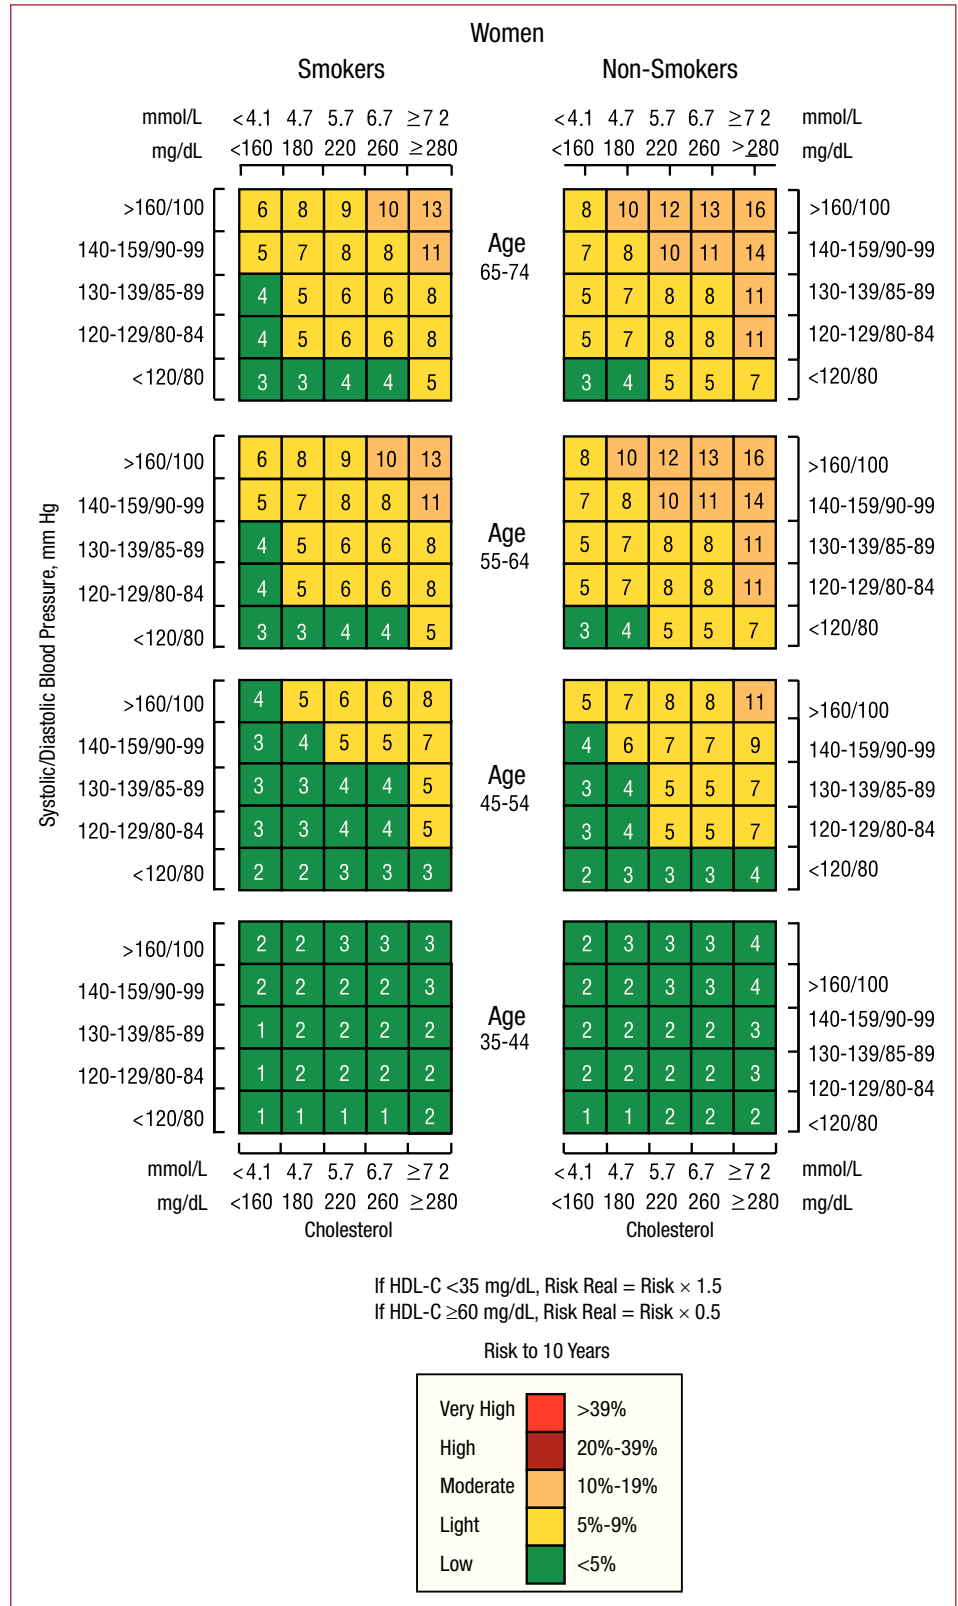 Women
Smokers Non-Smokers
mmol/L <4.1 4.7 5.7 6.7 ≥7 2 <4.1 4.7 5.7 6.7 ≥7 2 mmol/L
mg/dL <160 180 220 260 ≥280 <160 180 220 260 >280 mg/dL
>160/100 6 8 9 10 13 8 10 12 13 16 >160/100
140-159/90-99 5 7 8 8 11 Age 7 8 10 11 14 140-159/90-99
130-139/85-89 4 5 6 6 8 65-74 5 7 8 8 11 130-139/85-89
120-129/80-84 4 5 6 6 8 5 7 8 8 11 120-129/80-84
<120/80 3 3 4 4 5 3 4 5 5 7 <120/80
Systolic/Diastolic Blood Pressure, mm Hg
>160/100 6 8 9 10 13 8 10 12 13 16 >160/100
140-159/90-99 5 7 8 8 11 Age 7 8 10 11 14 140-159/90-99
130-139/85-89 4 5 6 6 8 55-64 5 7 8 8 11 130-139/85-89
120-129/80-84 4 5 6 6 8 5 7 8 8 11 120-129/80-84
<120/80 3 3 4 4 5 3 4 5 5 7 <120/80
>160/100 4 5 6 6 8 5 7 8 8 11 >160/100
140-159/90-99 3 4 5 5 7 Age 4 6 7 7 9 140-159/90-99
130-139/85-89 3 3 4 4 5 45-54 3 4 5 5 7 130-139/85-89
120-129/80-84 3 3 4 4 5 3 4 5 5 7 120-129/80-84
<120/80 2 2 3 3 3 2 3 3 3 4 <120/80
>160/100 2 2 3 3 3 2 3 3 3 4
140-159/90-99 2 2 2 2 3 Age 2 2 3 3 4 >160/100
130-139/85-89 1 2 2 2 2 35-44 2 2 2 2 3 140-159/90-99
130-139/85-89
120-129/80-84 1 2 2 2 2 2 2 2 2 3 120-129/80-84
<120/80 1 1 1 1 2 1 1 2 2 2 <120/80
mmol/L <4.1 4.7 5.7 6.7 ≥7 2 <4.1 4.7 5.7 6.7 ≥7 2 mmol/L
mg/dL <160 180 220 260 ≥280 <160 180 220 260 ≥280 mg/dL
Cholesterol Cholesterol
If HDL-C <35 mg/dL, Risk Real = Risk × 1.5
If HDL-C ≥60 mg/dL, Risk Real = Risk × 0.5
Risk to 10 Years
Very High >39%
High 20%-39%
Moderate 10%-19%
Light 5%-9%
Low <5%